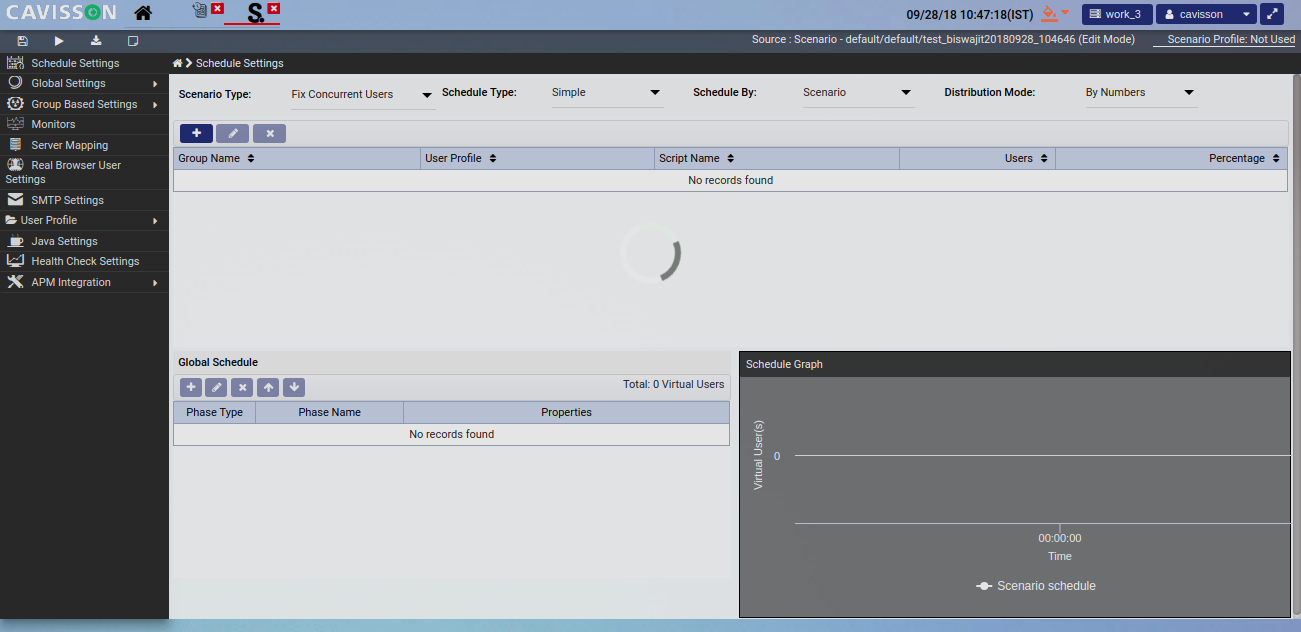 CAVISSON
S.
09/28/18 10:47:18(IST)
work_3
cavisson
Source : Scenario - default/default/test_biswajit20180928_104646 (Edit Mode)
Scenario Profile: Not Used
Schedule Settings
Global Settings
Group Based Settings
Monitors
Server Mapping
Real Browser User
Settings
SMTP Settings
User Profile
Java Settings
Health Check Settings
APM Integration
Schedule Settings
Scenario Type:
Fix Concurrent Users
Schedule Type:
Simple
Schedule By:
Scenario
Distribution Mode:
By Numbers
Group Name
User Profile
Script Name
Users
Percentage
No records found
Global Schedule
Total: 0 Virtual Users
Phase Type
Phase Name
Properties
No records found
Schedule Graph
Virtual User(s)
0
00:00:00
Time
Scenario schedule